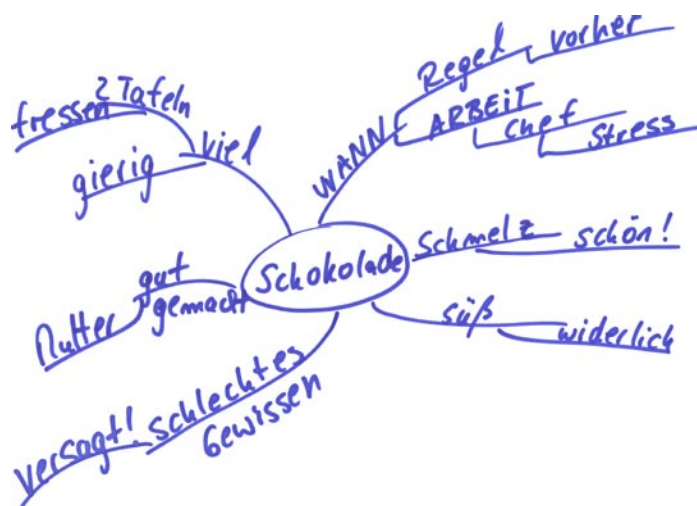 Schokolade
WANN
Regel
vorher
ARBEIT
Chef
Stress
Schmelz
schön!
süß
widerlich
schlechtes
Gewissen
versagt!
gut
gemacht
Mutter
viel
2 Tafeln
fressen
gierig